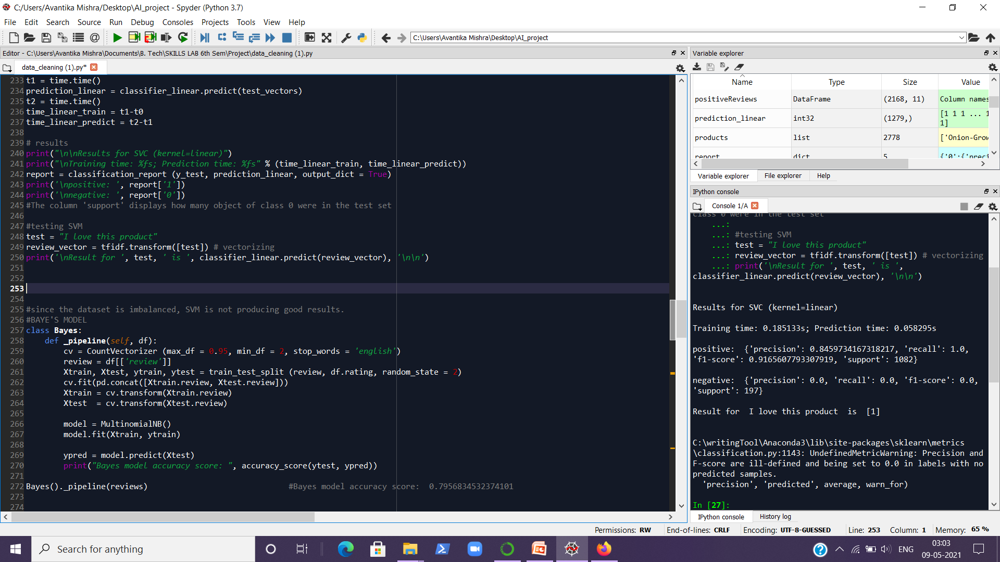 C:/Users/Avantika Mishra/Desktop\AI_project - Spyder (Python 3.7)
File Edit Search Source Run Debug Consoles Projects Tools View Help
C:\Users\Avantika Mishra\Desktop\AI_project
Editor - C:\Users\Avantika Mishra\Documents\B. Tech\SKILLS LAB 6th Sem\Project\data_cleaning (1).py
data_cleaning (1).py*
233 t1 = time.time()
234 prediction_linear = classifier_linear.predict(test_vectors)
235 t2 = time.time()
236 time_linear_train = t1-t0
237 time_linear_predict = t2-t1
238
239 # results
240 print("\n\nResults for SVC (kernel=linear)")
241 print("\nTraining time: %fs; Prediction time: %fs" % (time_linear_train, time_linear_predict))
242 report = classification_report (y_test, prediction_linear, output_dict = True)
243 print('\npositive: ', report['1'])
244 print('\nnegative: ', report['0'])
245 #The column 'support' displays how many object of class 0 were in the test set
246
247 #testing SVM
248 test = "I love this product"
249 review_vector = tfidf.transform([test]) # vectorizing
250 print('\nResult for ', test, ' is ', classifier_linear.predict(review_vector), '\n\n')
251
252
253
254
255 #since the dataset is imbalanced, SVM is not producing good results.
256 #BAYE'S MODEL
257 class Bayes:
258     def _pipeline(self, df):
259         cv = CountVectorizer (max_df = 0.95, min_df = 2, stop_words = 'english')
260         review = df[['review']]
261         Xtrain, Xtest, ytrain, ytest = train_test_split (review, df.rating, random_state = 2)
262         cv.fit(pd.concat([Xtrain.review, Xtest.review]))
263         Xtrain = cv.transform(Xtrain.review)
264         Xtest  = cv.transform(Xtest.review)
265
266         model = MultinomialNB()
267         model.fit(Xtrain, ytrain)
268
269         ypred = model.predict(Xtest)
270         print("Bayes model accuracy score: ", accuracy_score(ytest, ypred))
271
272 Bayes()._pipeline(reviews)                              #Bayes model accuracy score:  0.7956834532374101
273
274
Variable explorer
Name Type Size Value
positiveReviews DataFrame (2168, 11) Column names
prediction_linear int32 (1279,) [1 1 1 ... 1
1]
products list 2778 ['Onion-Grow
report dict 5 {'0':{'preci
Variable explorer File explorer Help
IPython console
Console 1/A
class 0 were in the test set
...:
...: #testing SVM
...: test = "I love this product"
...: review_vector = tfidf.transform([test]) # vectorizing
...: print('\nResult for ', test, ' is ',
classifier_linear.predict(review_vector), '\n\n')
Results for SVC (kernel=linear)
Training time: 0.185133s; Prediction time: 0.058295s
positive:  {'precision': 0.8459734167318217, 'recall': 1.0,
'f1-score': 0.9165607793307919, 'support': 1082}
negative:  {'precision': 0.0, 'recall': 0.0, 'f1-score': 0.0,
'support': 197}
Result for  I love this product  is  [1]
C:\writingTool\Anaconda3\lib\site-packages\sklearn\metrics
\classification.py:1143: UndefinedMetricWarning: Precision and
F-score are ill-defined and being set to 0.0 in labels with no
predicted samples.
'precision', 'predicted', average, warn_for)
In [27]:
IPython console History log
Permissions: RW End-of-lines: CRLF Encoding: UTF-8-GUESSED Line: 253 Column: 1 Memory: 65 %
Search for anything
ENG
03:03
09-05-2021